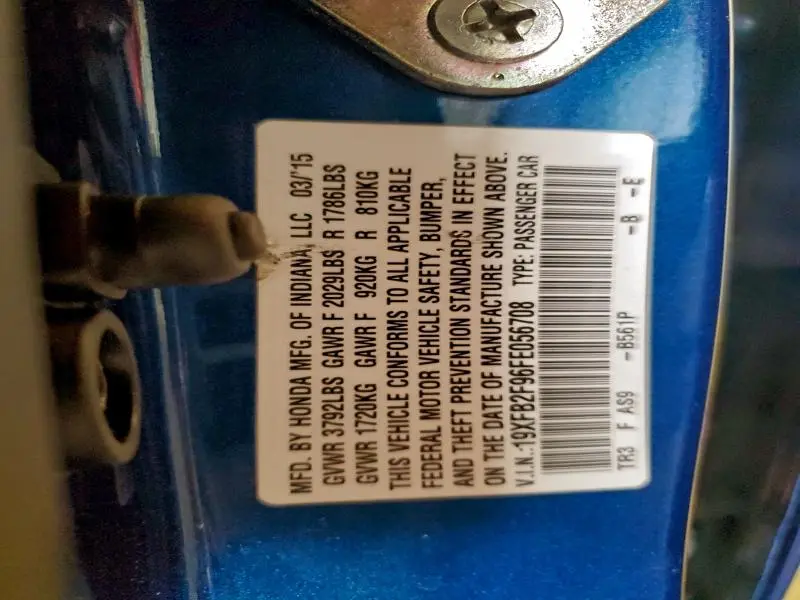 MFD. BY HONDA MFG. OF INDIANA, LLC 03/'15
GVWR 3792LBS GAWR F 2029LBS R 1786LBS
GVWR 1720KG GAWR F 920KG R 810KG
THIS VEHICLE CONFORMS TO ALL APPLICABLE
FEDERAL MOTOR VEHICLE SAFETY, BUMPER,
AND THEFT PREVENTION STANDARDS IN EFFECT
ON THE DATE OF MANUFACTURE SHOWN ABOVE.
V.I.N.:19XFB2F96FE056708 TYPE: PASSENGER CAR
TR3 F AS9 -B561P -B -E